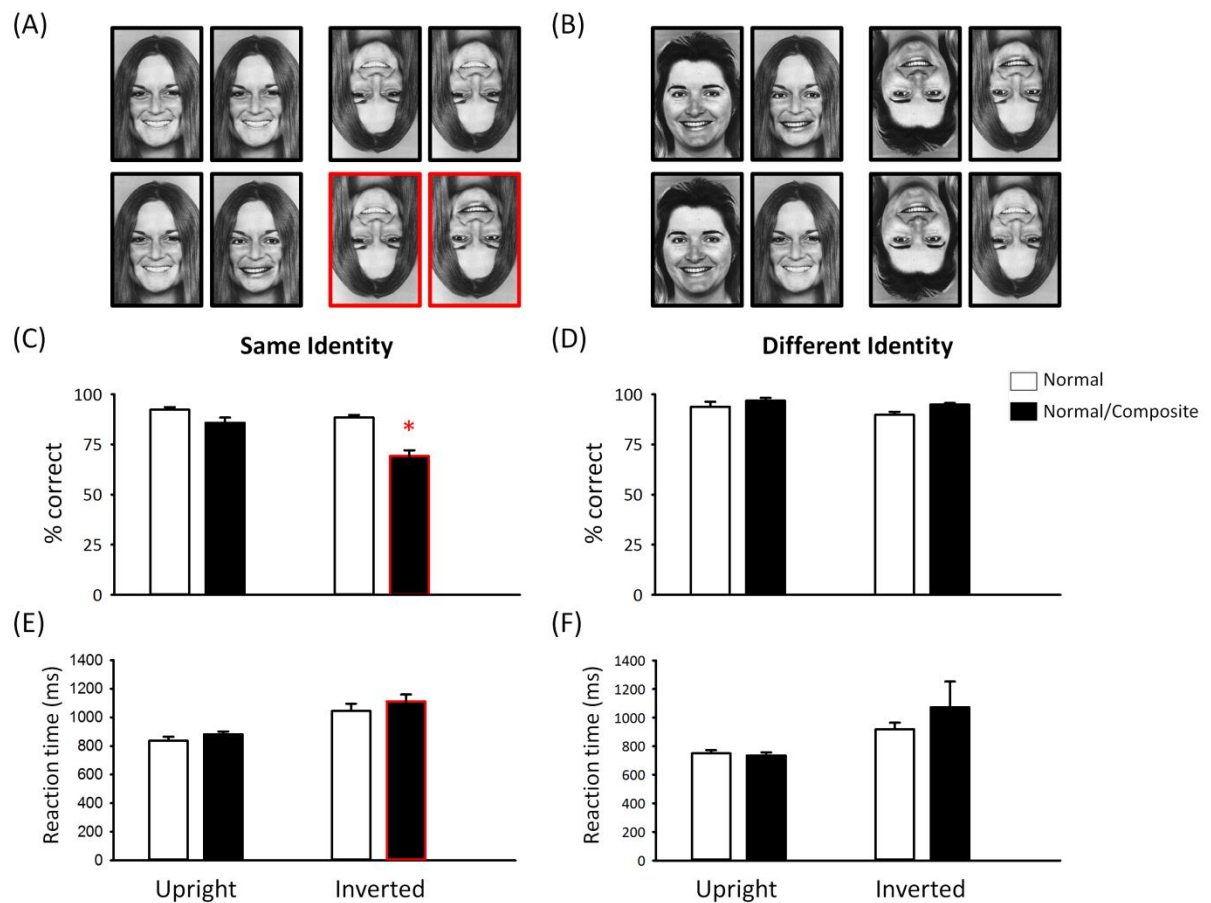 (A)
(B)
(C)
Same Identity
(D)
Different Identity
Normal
Normal/Composite
100
75
50
25
0
% correct
*
100
75
50
25
0
% correct
(E)
1400
1200
1000
800
600
400
200
0
Reaction time (ms)
Upright
Inverted
(F)
1400
1200
1000
800
600
400
200
0
Reaction time (ms)
Upright
Inverted